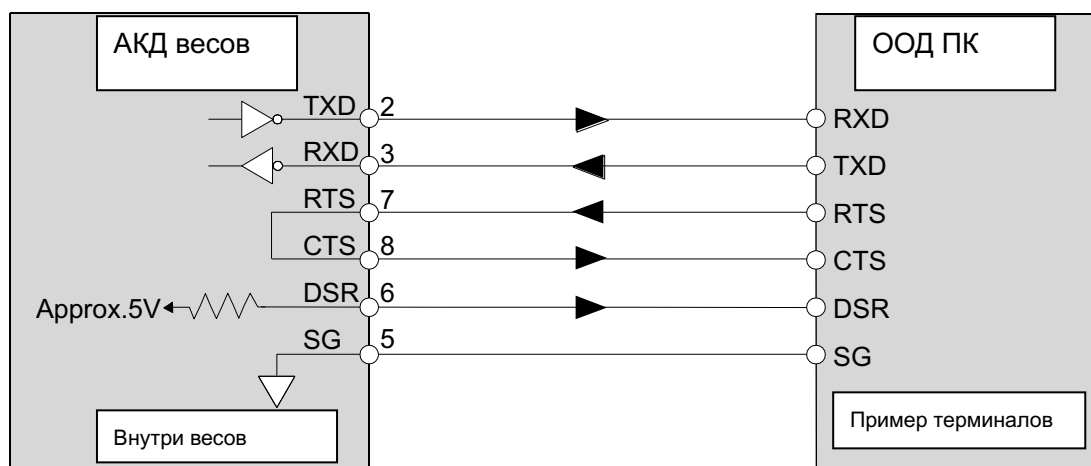 АКД весов
ООД ПК
TXD 2 RXD
RXD 3 TXD
RTS 7 RTS
CTS 8 CTS
Approx.5V DSR 6 DSR
SG 5 SG
Внутри весов
Пример терминалов